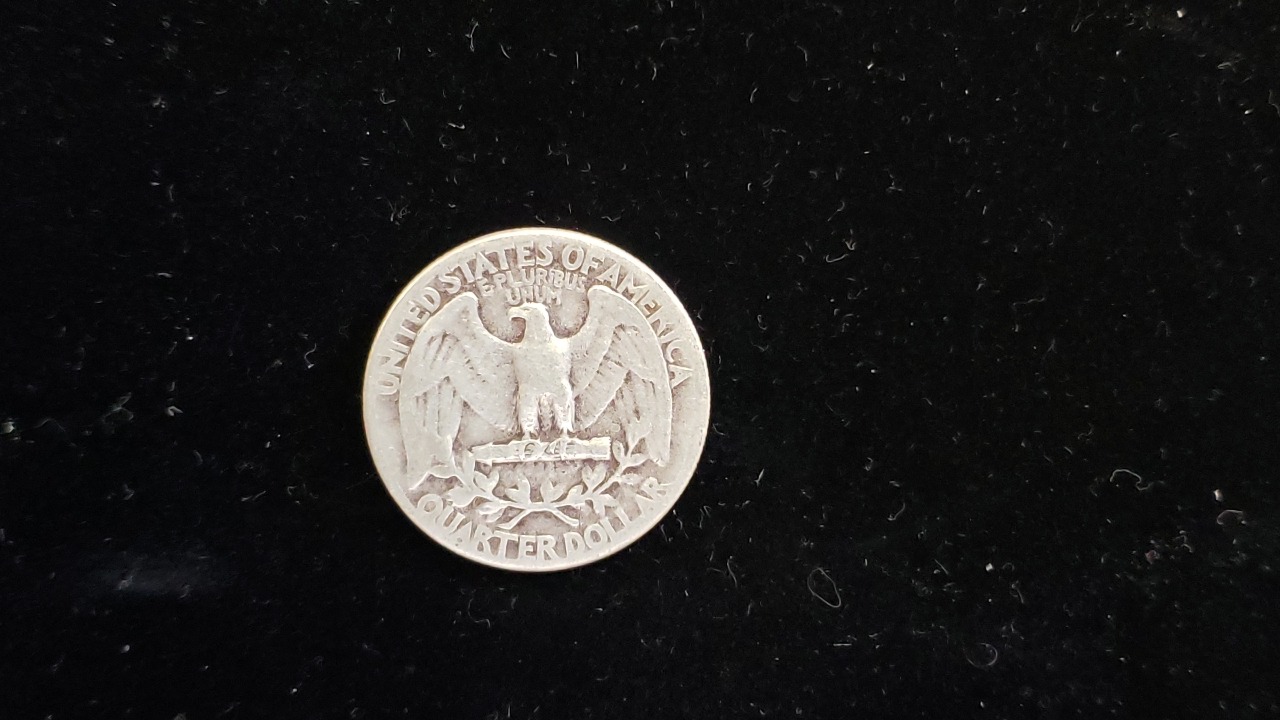 UNITED STATES OF AMERICA
E·PLURIBUS
UNUM
QUARTER DOLLAR